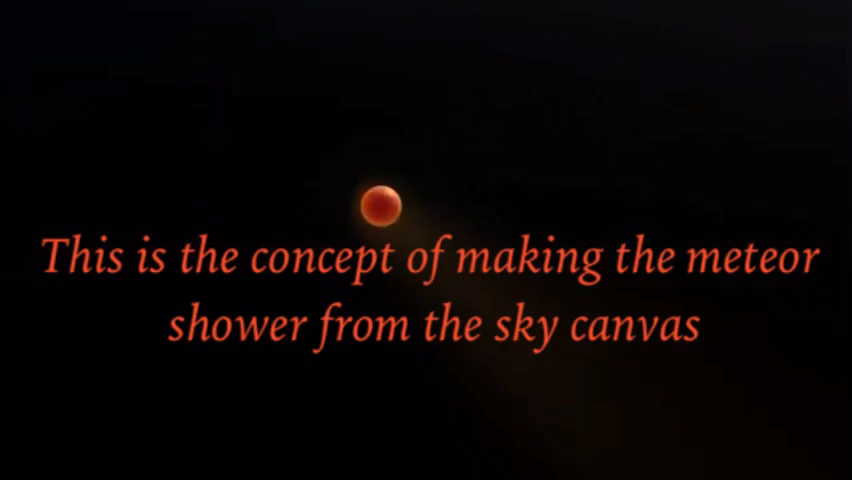 This is the concept of making the meteor
shower from the sky canvas